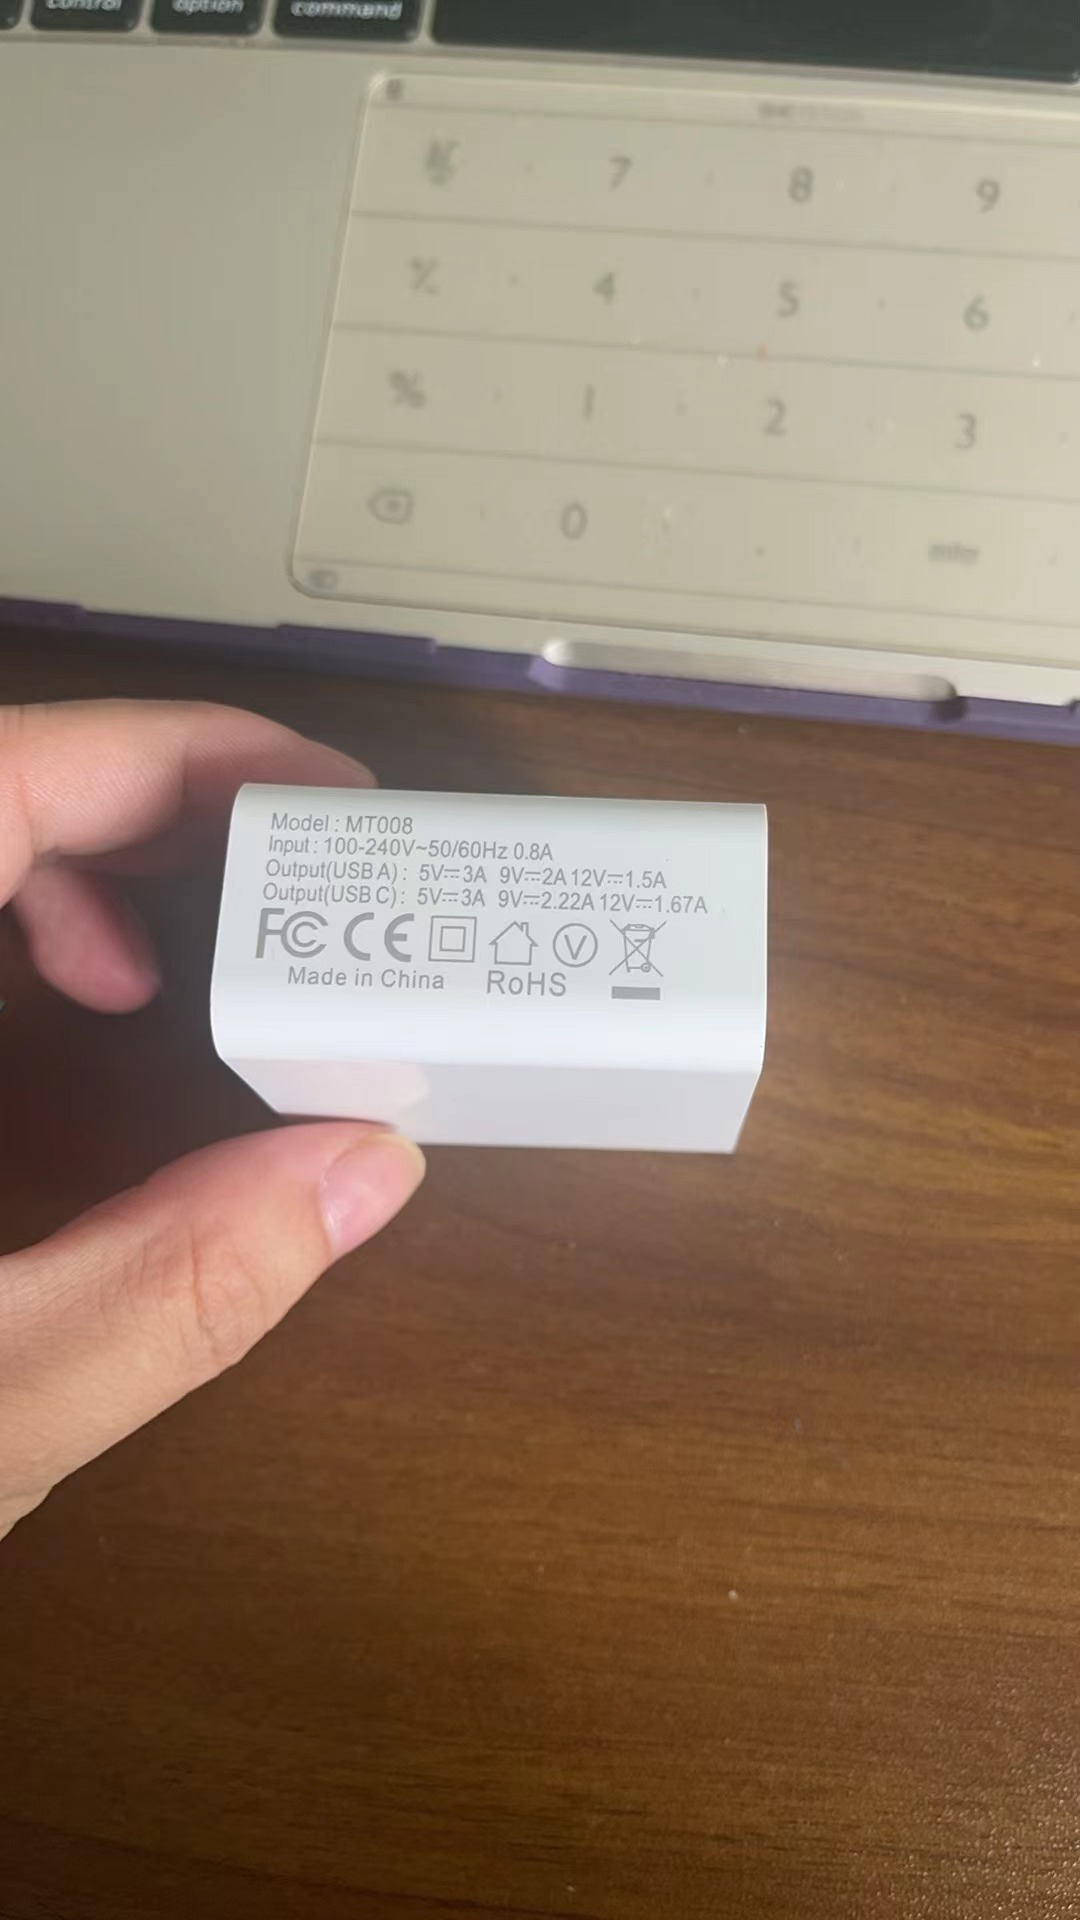 control option command
7 8 9
4 5 6
% 1 2 3
0 . enter
Model : MT008
Input : 100-240V~50/60Hz 0.8A
Output(USB A) : 5V⎓3A 9V⎓2A 12V⎓1.5A
Output(USB C) : 5V⎓3A 9V⎓2.22A 12V⎓1.67A
FC CE V
Made in China RoHS